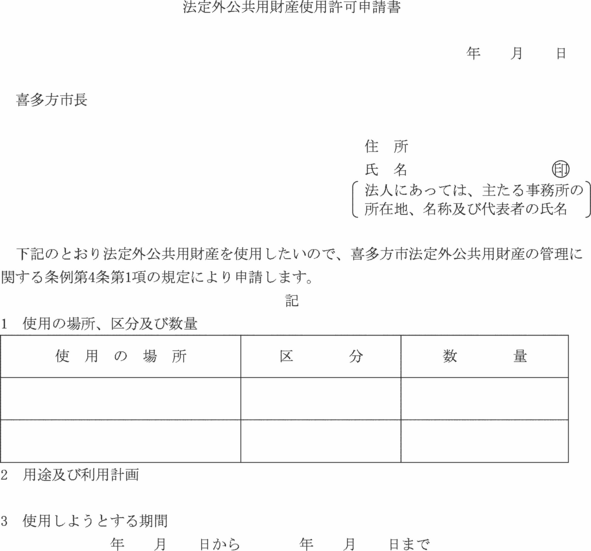 法定外公共用財産使用許可申請書
年　月　日
喜多方市長
住　所
氏　名　㊞
法人にあっては、主たる事務所の
所在地、名称及び代表者の氏名
下記のとおり法定外公共用財産を使用したいので、喜多方市法定外公共用財産の管理に
関する条例第4条第1項の規定により申請します。
記
1　使用の場所、区分及び数量
使　用　の　場　所　区　分　数　量
2　用途及び利用計画
3　使用しようとする期間
年　月　日から　年　月　日まで